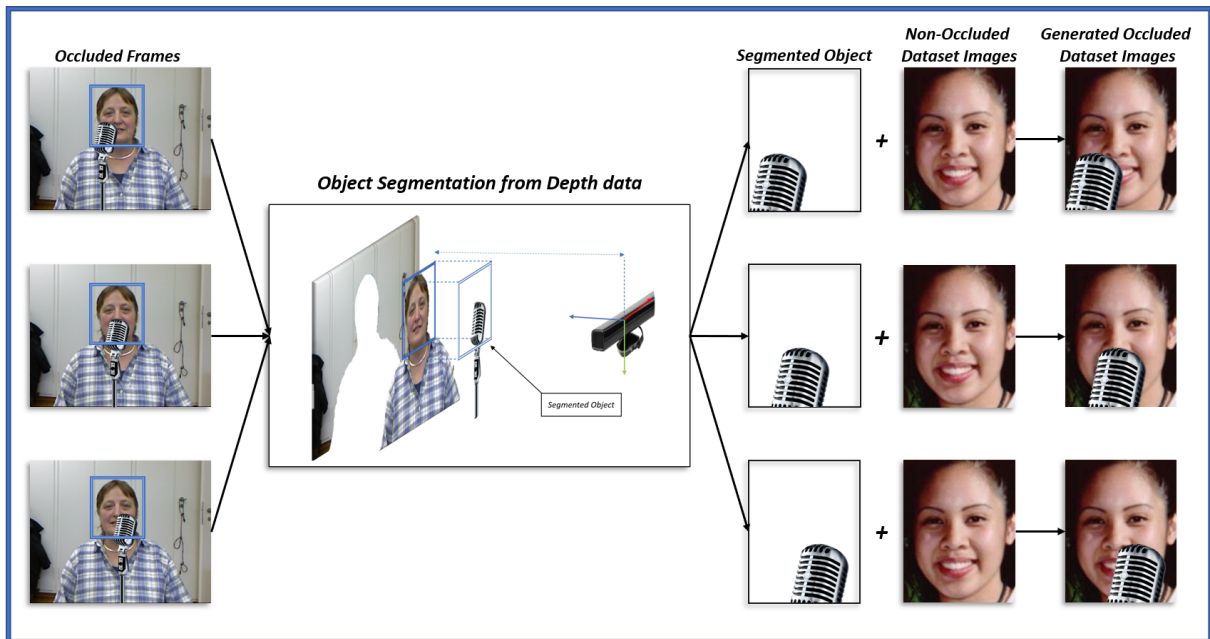 Occluded Frames
Object Segmentation from Depth data
Segmented Object
Segmented Object
Non-Occluded
Dataset Images
Generated Occluded
Dataset Images
+
+
+